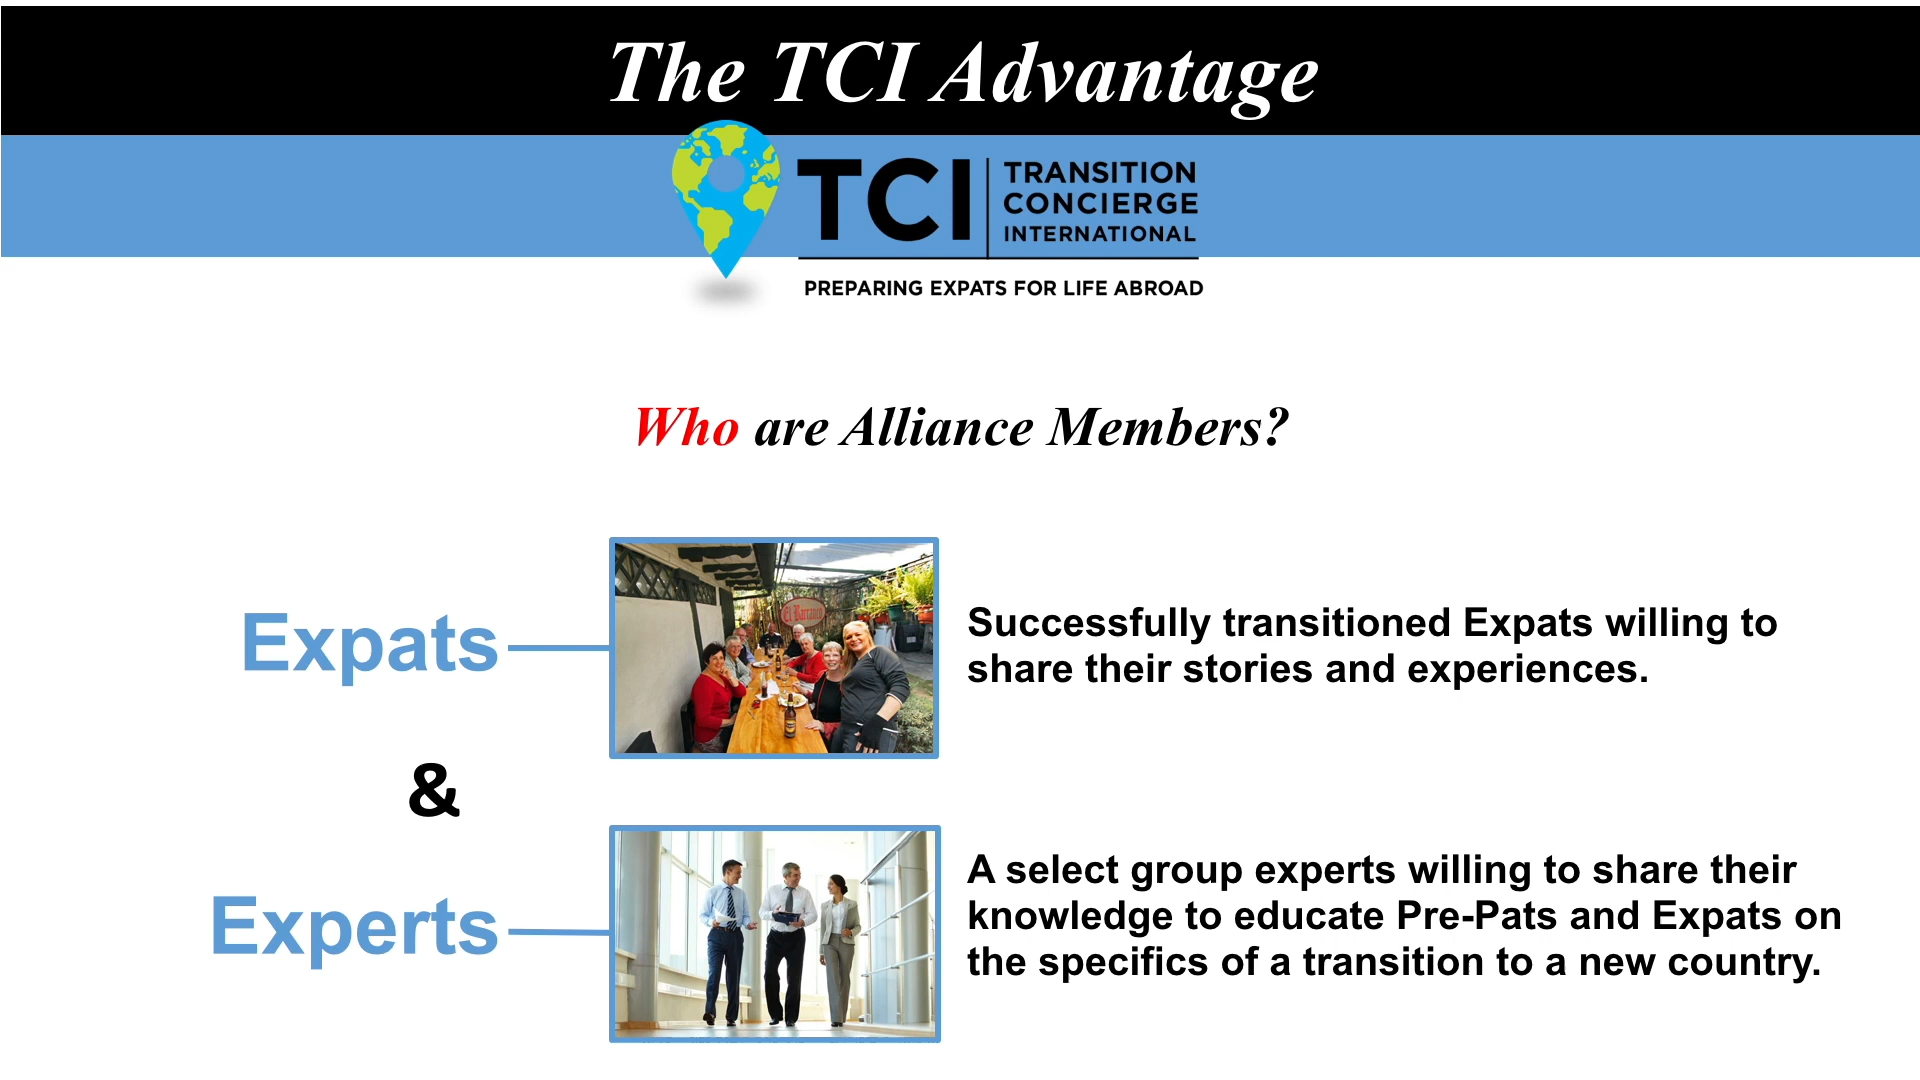 The TCI Advantage
TCI
TRANSITION
CONCIERGE
INTERNATIONAL
PREPARING EXPATS FOR LIFE ABROAD
Who are Alliance Members?
Expats
El Barranco
Successfully transitioned Expats willing to
share their stories and experiences.
&
Experts
A select group experts willing to share their
knowledge to educate Pre-Pats and Expats on
the specifics of a transition to a new country.